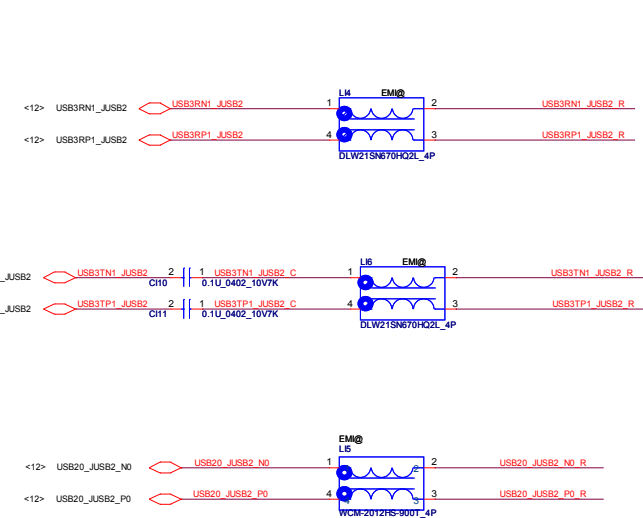 LI4 EMI@
<12> USB3RN1_JUSB2 USB3RN1_JUSB2 1 2 USB3RN1_JUSB2_R
<12> USB3RP1_JUSB2 USB3RP1_JUSB2 4 3 USB3RP1_JUSB2_R
DLW21SN670HQ2L_4P
LI6 EMI@
_JUSB2 USB3TN1_JUSB2 2 1 USB3TN1_JUSB2_C 1 2 USB3TN1_JUSB2_R
CI10 0.1U_0402_10V7K
_JUSB2 USB3TP1_JUSB2 2 1 USB3TP1_JUSB2_C 4 3 USB3TP1_JUSB2_R
CI11 0.1U_0402_10V7K
DLW21SN670HQ2L_4P
EMI@
LI5
<12> USB20_JUSB2_N0 USB20_JUSB2_N0 1 2 2 USB20_JUSB2_N0_R
<12> USB20_JUSB2_P0 USB20_JUSB2_P0 4 4 3 3 USB20_JUSB2_P0_R
WCM-2012HS-900T_4P